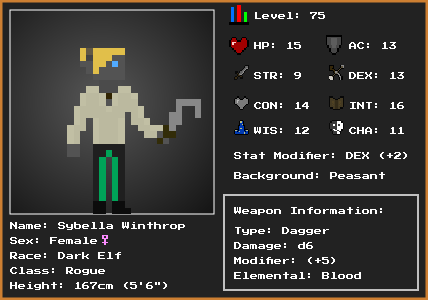 Level: 75
HP: 15
AC: 13
STR: 9
DEX: 13
CON: 14
INT: 16
WIS: 12
CHA: 11
Stat Modifier: DEX (+2)
Background: Peasant
Name: Sybella Winthrop
Sex: Female
Race: Dark Elf
Class: Rogue
Height: 167cm (5'6")
Weapon Information:
Type: Dagger
Damage: d6
Modifier: (+5)
Elemental: Blood